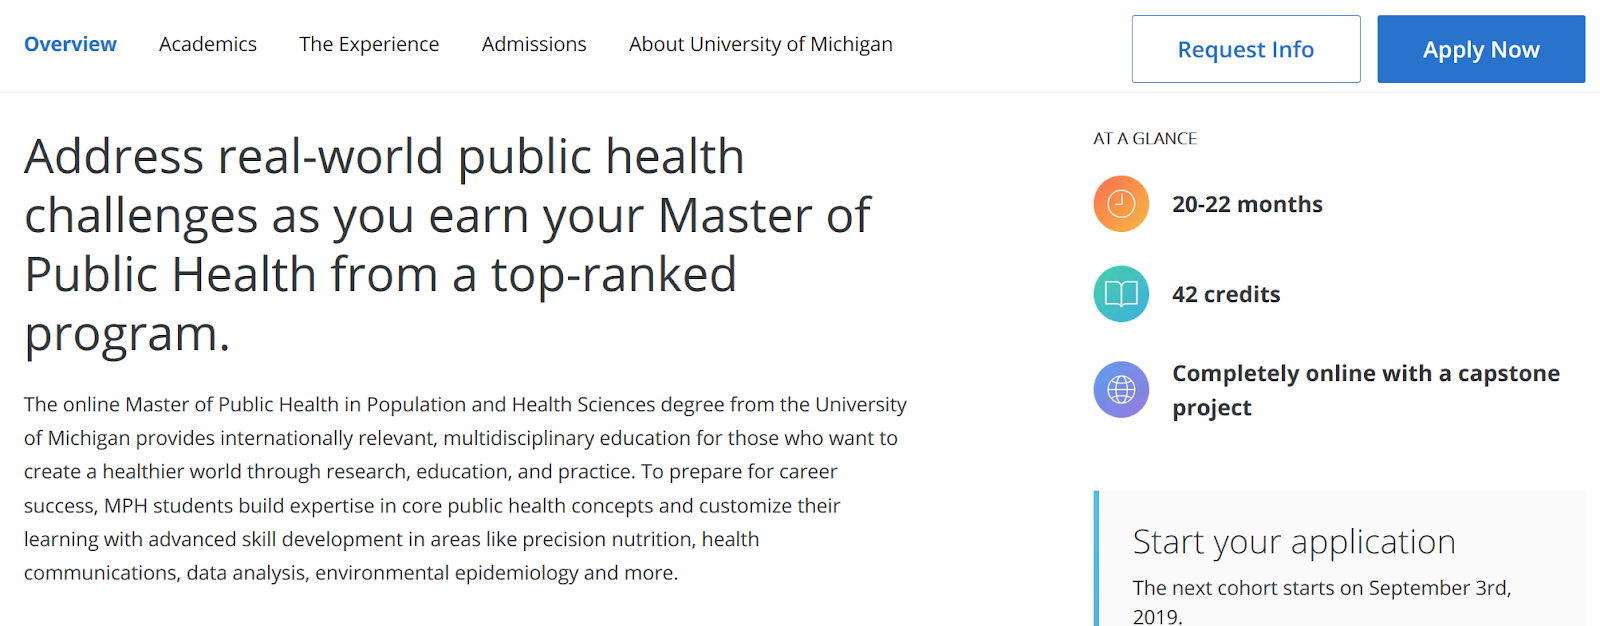 Overview Academics The Experience Admissions About University of Michigan Request Info Apply Now
Address real-world public health
challenges as you earn your Master of
Public Health from a top-ranked
program.
The online Master of Public Health in Population and Health Sciences degree from the University
of Michigan provides internationally relevant, multidisciplinary education for those who want to
create a healthier world through research, education, and practice. To prepare for career
success, MPH students build expertise in core public health concepts and customize their
learning with advanced skill development in areas like precision nutrition, health
communications, data analysis, environmental epidemiology and more.
AT A GLANCE
20-22 months
42 credits
Completely online with a capstone
project
Start your application
The next cohort starts on September 3rd,
2019.